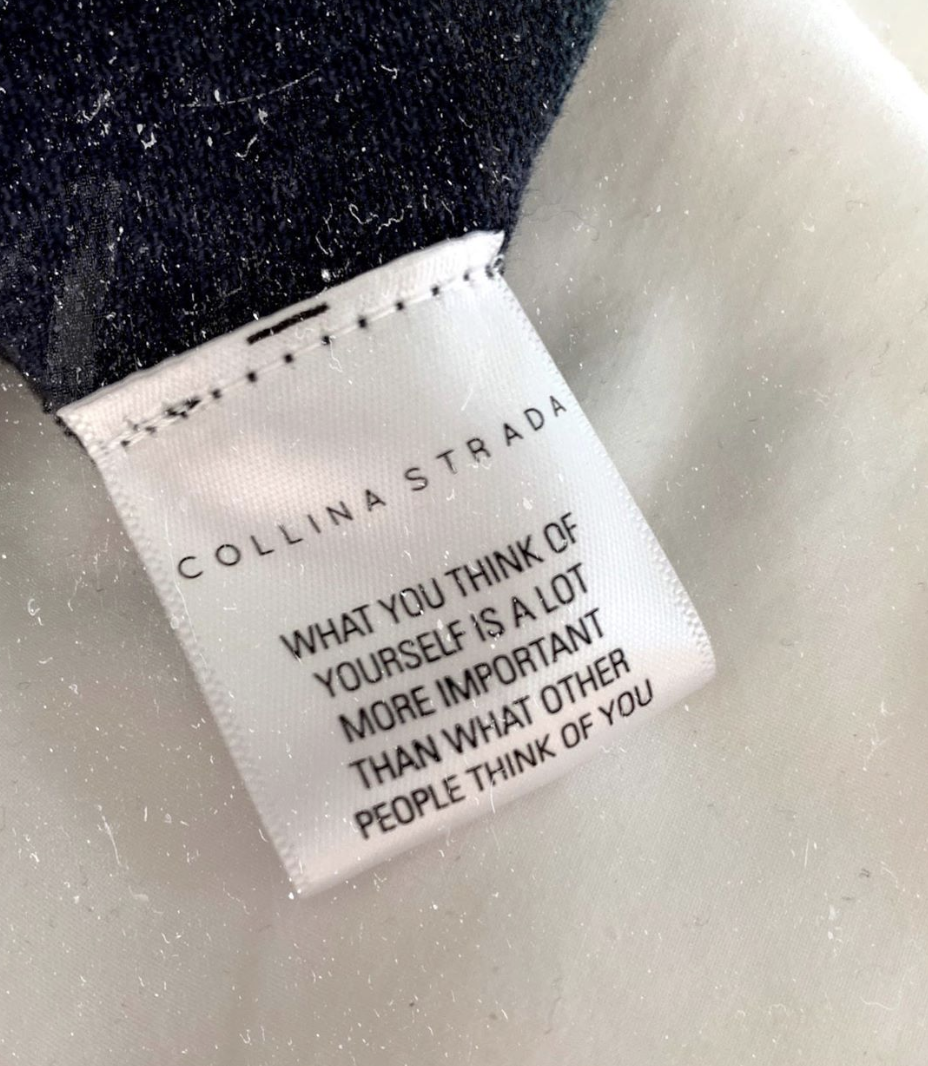 COLLINA STRADA
WHAT YOU THINK OF
YOURSELF IS A LOT
MORE IMPORTANT
THAN WHAT OTHER
PEOPLE THINK OF YOU